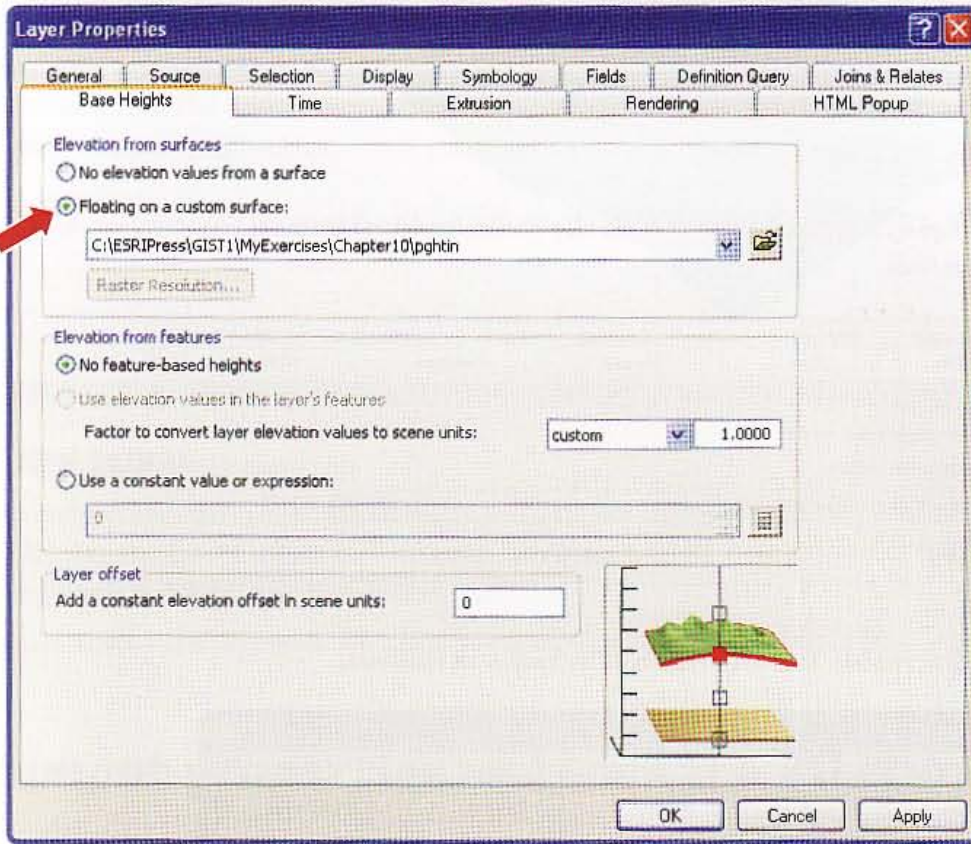 Layer Properties
General Source Selection Display Symbology Fields Definition Query Joins & Relates
Base Heights Time Extrusion Rendering HTML Popup
Elevation from surfaces
No elevation values from a surface
Floating on a custom surface:
C:\ESRIPress\GIST1\MyExercises\Chapter10\pghtin
Raster Resolution...
Elevation from features
No feature-based heights
Use elevation values in the layer's features
Factor to convert layer elevation values to scene units: custom 1.0000
Use a constant value or expression:
0
Layer offset
Add a constant elevation offset in scene units: 0
OK Cancel Apply